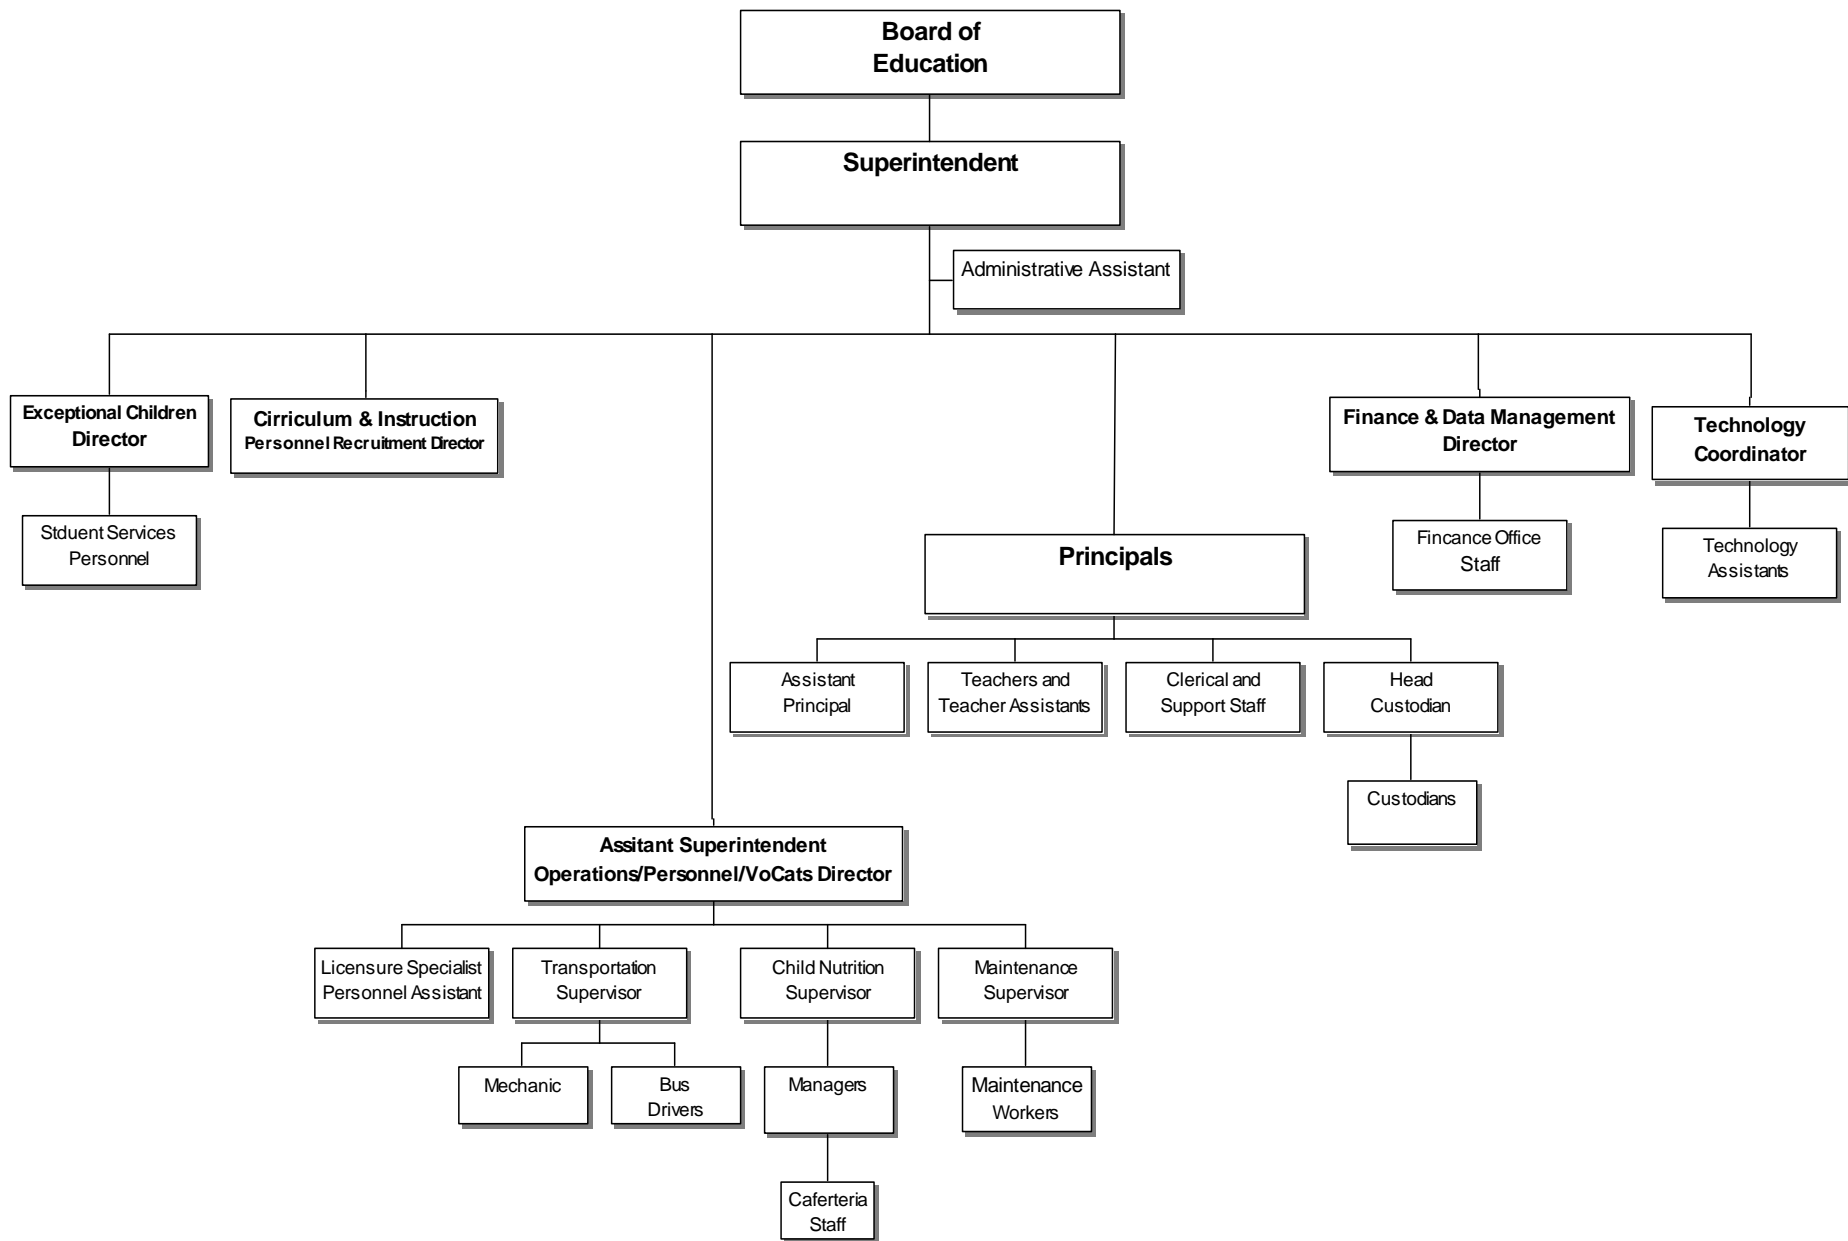 Board of
Education
Superintendent
Administrative Assistant
Exceptional Children
Director
Cirriculum & Instruction
Personnel Recruitment Director
Finance & Data Management
Director
Technology
Coordinator
Stduent Services
Personnel
Fincance Office
Staff
Technology
Assistants
Principals
Assistant
Principal
Teachers and
Teacher Assistants
Clerical and
Support Staff
Head
Custodian
Custodians
Assitant Superintendent
Operations/Personnel/VoCats Director
Licensure Specialist
Personnel Assistant
Transportation
Supervisor
Child Nutrition
Supervisor
Maintenance
Supervisor
Mechanic
Bus
Drivers
Managers
Maintenance
Workers
Caferteria
Staff